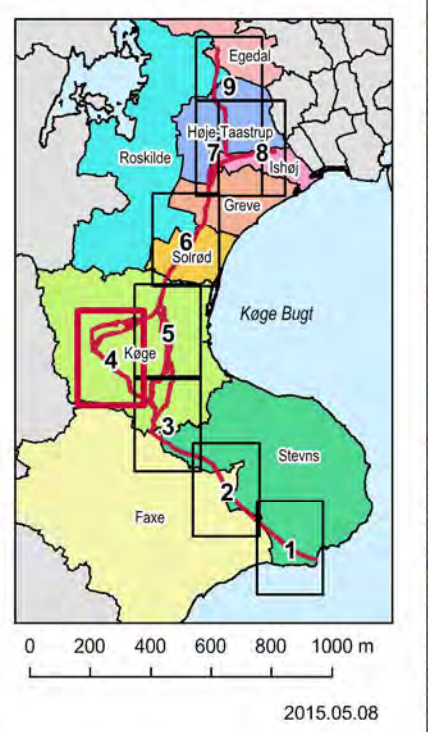 Egedal
9
Høje-Taastrup
Roskilde
7
8
Ishøj
Greve
6
Solrød
Køge Bugt
5
Køge
4
3
Stevns
2
Faxe
1
0 200 400 600 800 1000 m
2015.05.08